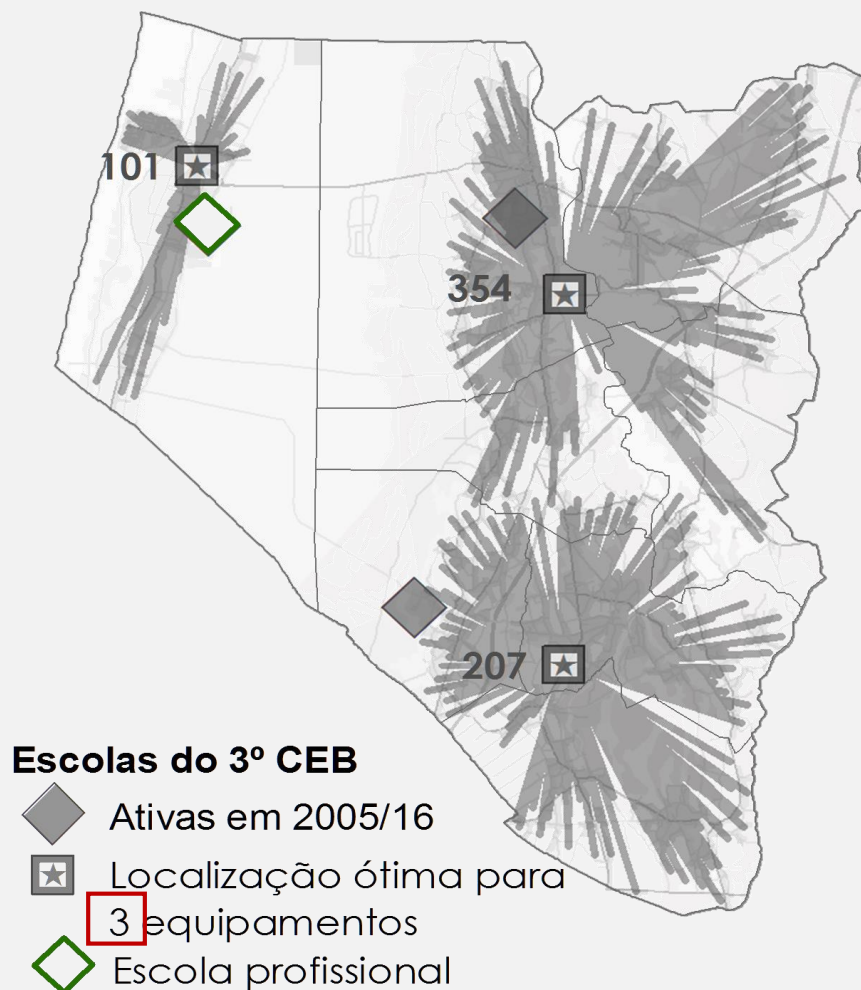 101
354
207
Escolas do 3º CEB
Ativas em 2005/16
Localização ótima para
3 equipamentos
Escola profissional